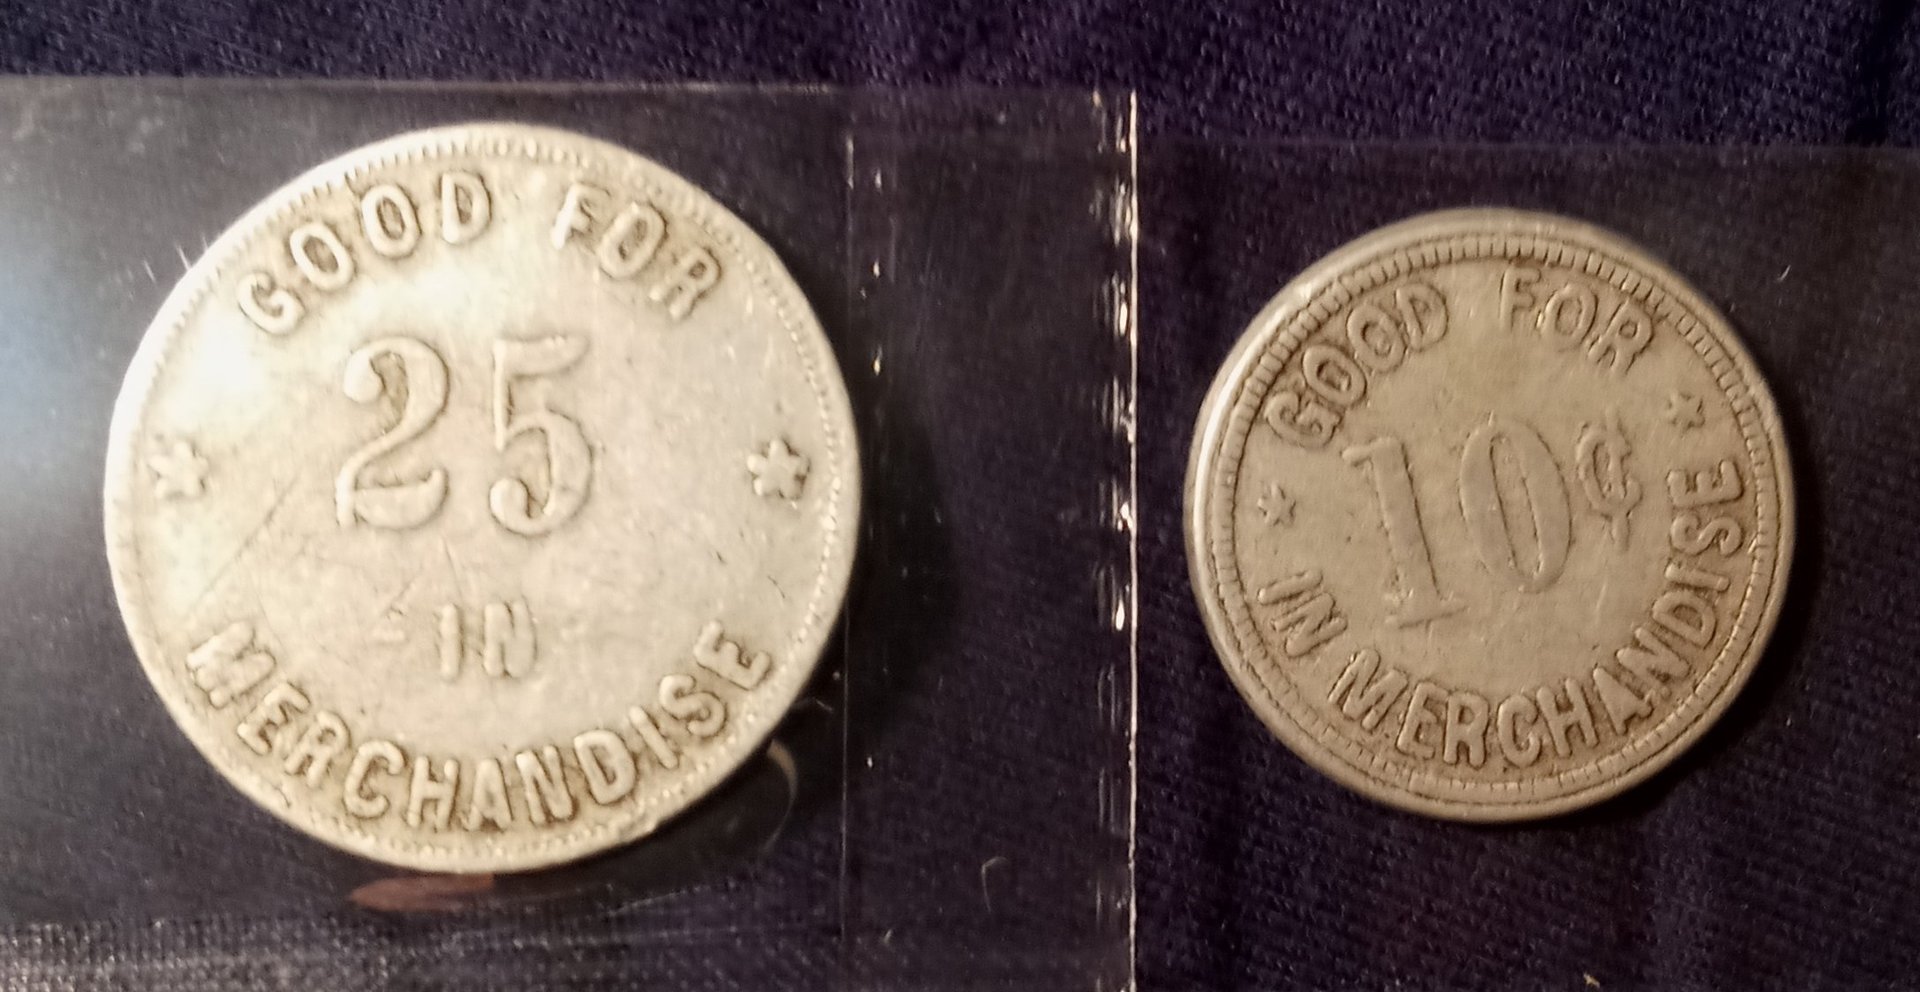 GOOD FOR
25
IN
MERCHANDISE
GOOD FOR
10¢
IN MERCHANDISE